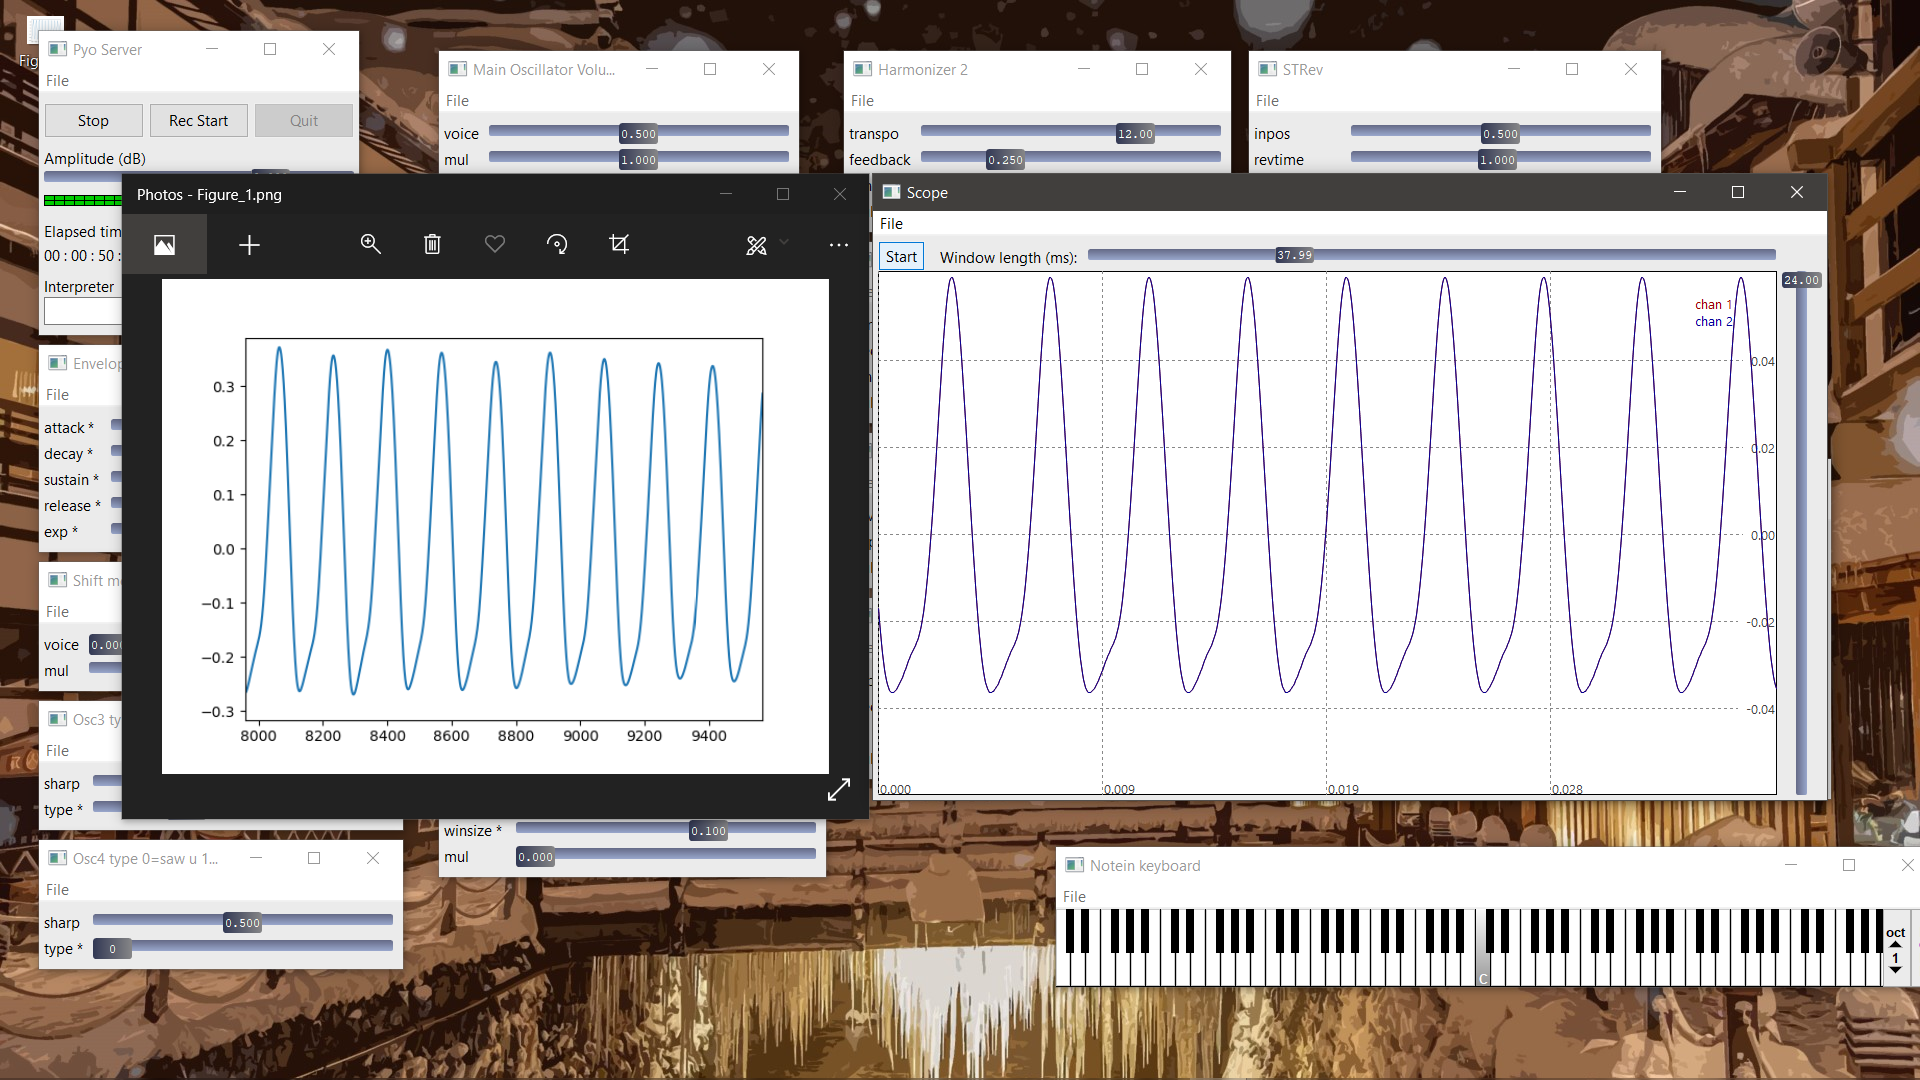 Fig
Pyo Server
File
Stop Rec Start Quit
Amplitude (dB)
Elapsed tim
00 : 00 : 50 :
Interpreter
Main Oscillator Volu...
File
voice 0.500
mul 1.000
Harmonizer 2
File
transpo 12.00
feedback 0.250
STRev
File
inpos 0.500
revtime 1.000
Photos - Figure_1.png
0.3
0.2
0.1
0.0
−0.1
−0.2
−0.3
8000 8200 8400 8600 8800 9000 9200 9400
Scope
File
Start Window length (ms): 37.99
24.00
chan 1
chan 2
0.04
0.02
0.00
-0.02
-0.04
0.000 0.009 0.019 0.028
Envelop
File
attack *
decay *
sustain *
release *
exp *
Shift m
File
voice 0.000
mul
Osc3 ty
File
sharp
type *
Osc4 type 0=saw u 1...
File
sharp 0.500
type * 0
winsize * 0.100
mul 0.000
Notein keyboard
File
C
oct
1